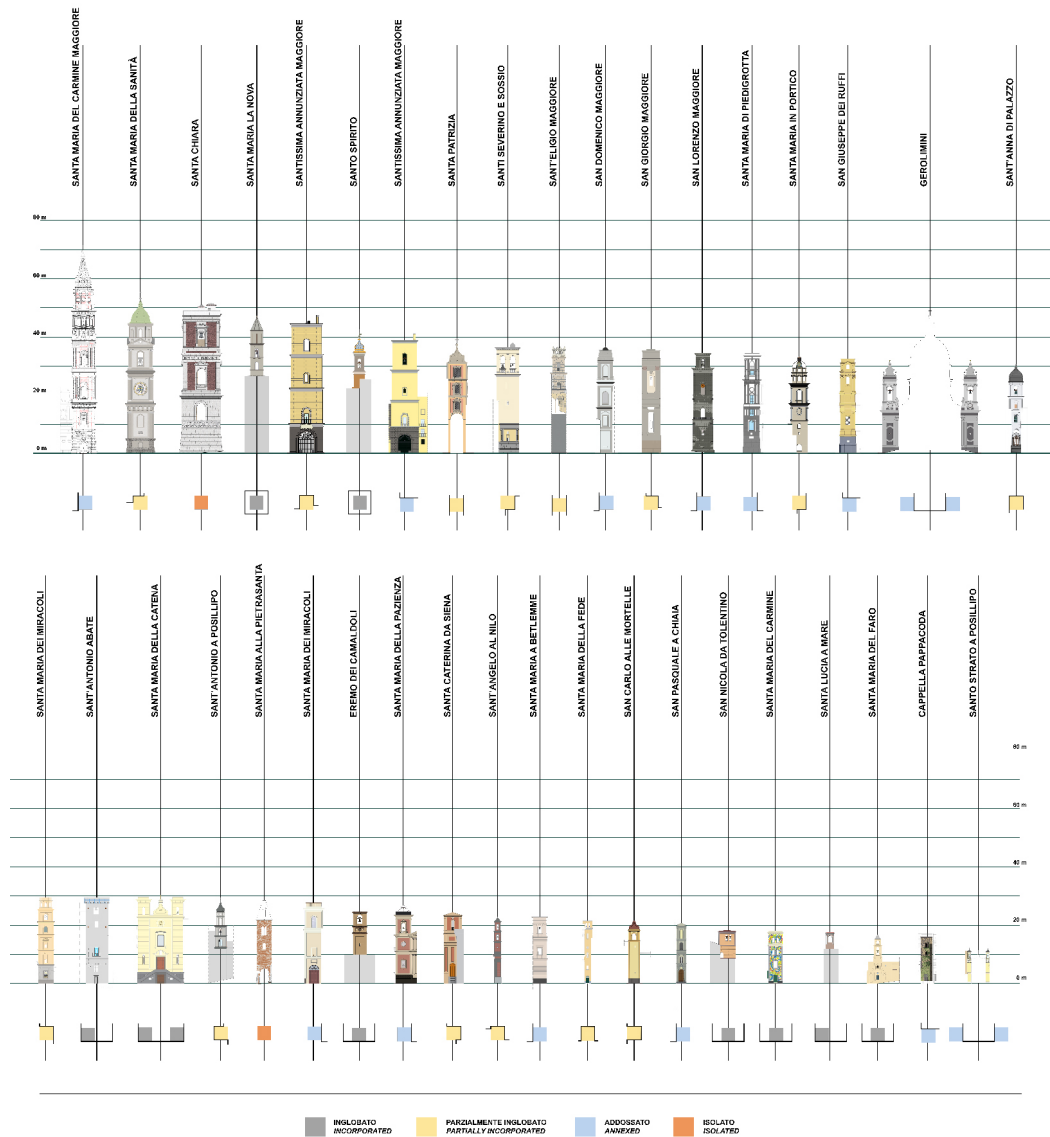 SANTA MARIA DEL CARMINE MAGGIORE
SANTA MARIA DELLA SANITÀ
SANTA CHIARA
SANTA MARIA LA NOVA
SANTISSIMA ANNUNZIATA MAGGIORE
SANTO SPIRITO
SANTISSIMA ANNUNZIATA MAGGIORE
SANTA PATRIZIA
SANTI SEVERINO E SOSSIO
SANT'ELIGIO MAGGIORE
SAN DOMENICO MAGGIORE
SAN GIORGIO MAGGIORE
SAN LORENZO MAGGIORE
SANTA MARIA DI PIEDIGROTTA
SANTA MARIA IN PORTICO
SAN GIUSEPPE DEI RUFFI
GEROLIMINI
SANT'ANNA DI PALAZZO
80 m
60 m
40 m
20 m
0 m
SANTA MARIA DEI MIRACOLI
SANT'ANTONIO ABATE
SANTA MARIA DELLA CATENA
SANT'ANTONIO A POSILLIPO
SANTA MARIA ALLA PIETRASANTA
SANTA MARIA DEI MIRACOLI
EREMO DEI CAMALDOLI
SANTA MARIA DELLA PAZIENZA
SANTA CATERINA DA SIENA
SANT'ANGELO AL NILO
SANTA MARIA A BETLEMME
SANTA MARIA DELLA FEDE
SAN CARLO ALLE MORTELLE
SAN PASQUALE A CHIAIA
SAN NICOLA DA TOLENTINO
SANTA MARIA DEL CARMINE
SANTA LUCIA A MARE
SANTA MARIA DEL FARO
CAPPELLA PAPPACODA
SANTO STRATO A POSILLIPO
80 m
60 m
40 m
20 m
0 m
INGLOBATO
INCORPORATED
PARZIALMENTE INGLOBATO
PARTIALLY INCORPORATED
ADDOSSATO
ANNEXED
ISOLATO
ISOLATED